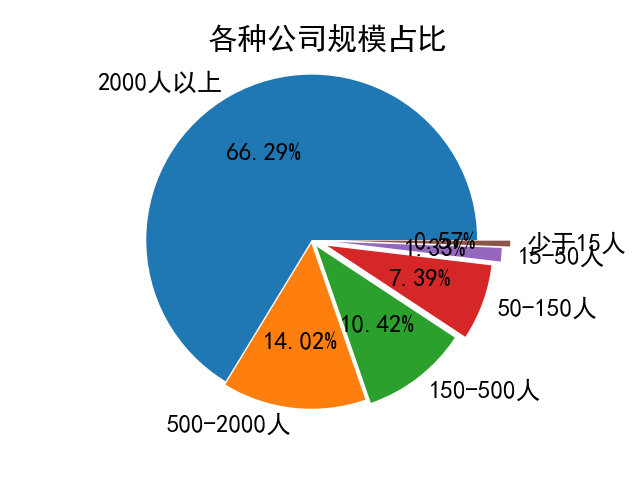 各种公司规模占比
2000人以上
66.29%
0.57%
少于15人
1.33%
15-50人
7.39%
50-150人
10.42%
14.02%
150-500人
500-2000人